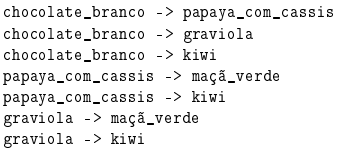 chocolate_branco -> papaya_com_cassis
chocolate_branco -> graviola
chocolate_branco -> kiwi
papaya_com_cassis -> maçã_verde
papaya_com_cassis -> kiwi
graviola -> maçã_verde
graviola -> kiwi